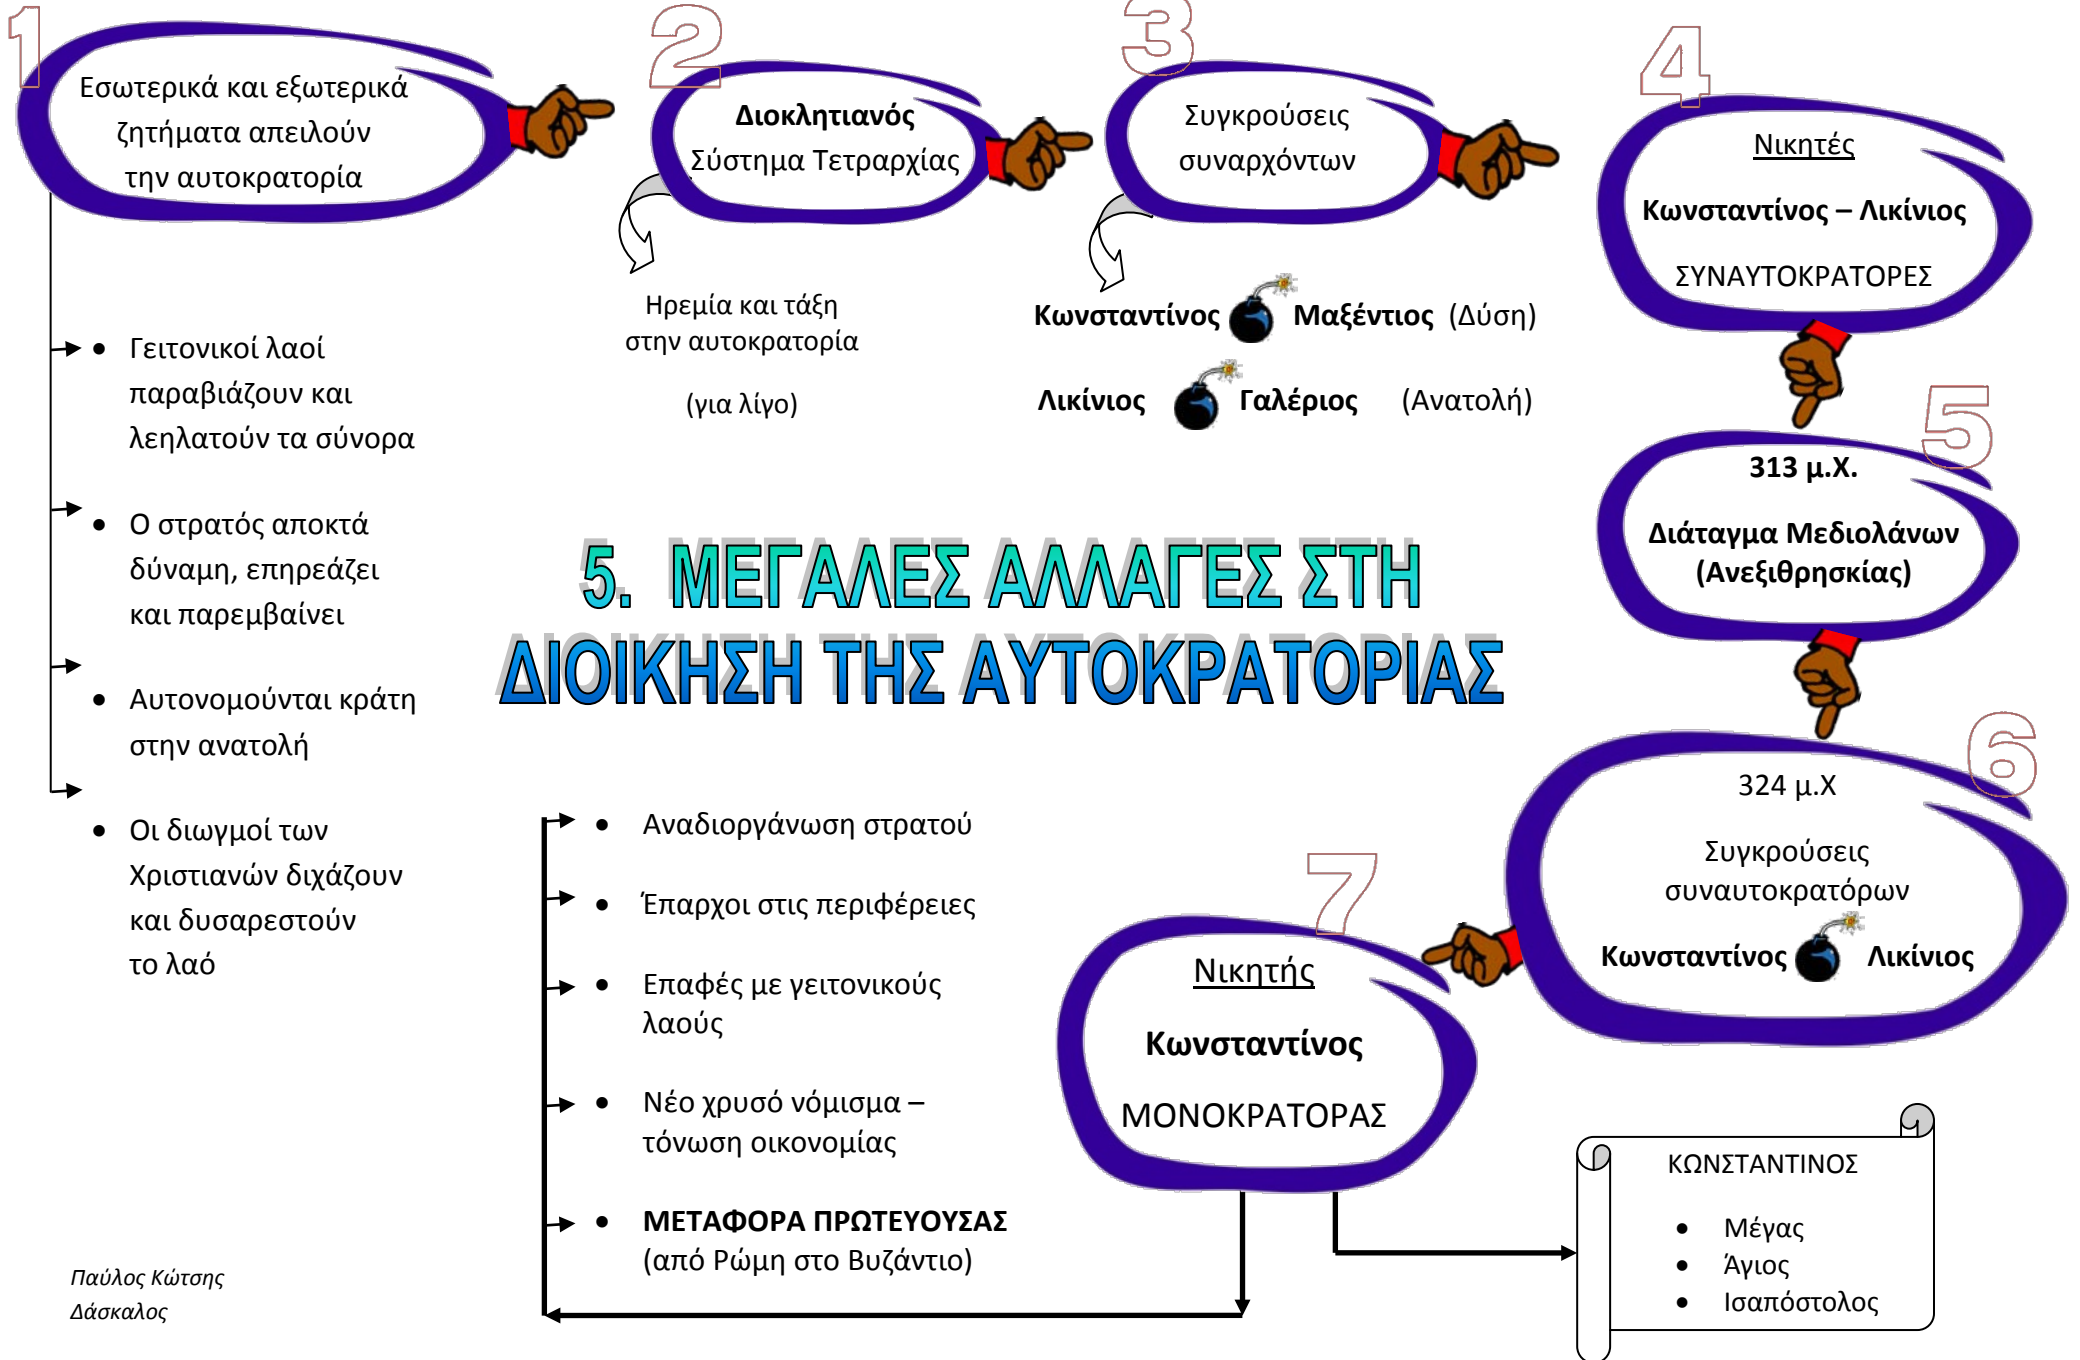 1
Εσωτερικά και εξωτερικά
ζητήματα απειλούν
την αυτοκρατορία
Γειτονικοί λαοί
παραβιάζουν και
λεηλατούν τα σύνορα
Ο στρατός αποκτά
δύναμη, επηρεάζει
και παρεμβαίνει
Αυτονομούνται κράτη
στην ανατολή
Οι διωγμοί των
Χριστιανών διχάζουν
και δυσαρεστούν
το λαό
2
Διοκλητιανός
Σύστημα Τετραρχίας
Ηρεμία και τάξη
στην αυτοκρατορία
(για λίγο)
3
Συγκρούσεις
συναρχόντων
Κωνσταντίνος Μαξέντιος (Δύση)
Λικίνιος Γαλέριος (Ανατολή)
4
Νικητές
Κωνσταντίνος – Λικίνιος
ΣΥΝΑΥΤΟΚΡΑΤΟΡΕΣ
5
313 μ.Χ.
Διάταγμα Μεδιολάνων
(Ανεξιθρησκίας)
5. ΜΕΓΑΛΕΣ ΑΛΛΑΓΕΣ ΣΤΗ
ΔΙΟΙΚΗΣΗ ΤΗΣ ΑΥΤΟΚΡΑΤΟΡΙΑΣ
6
324 μ.Χ
Συγκρούσεις
συναυτοκρατόρων
Κωνσταντίνος Λικίνιος
7
Νικητής
Κωνσταντίνος
ΜΟΝΟΚΡΑΤΟΡΑΣ
Αναδιοργάνωση στρατού
Έπαρχοι στις περιφέρειες
Επαφές με γειτονικούς
λαούς
Νέο χρυσό νόμισμα –
τόνωση οικονομίας
ΜΕΤΑΦΟΡΑ ΠΡΩΤΕΥΟΥΣΑΣ
(από Ρώμη στο Βυζάντιο)
ΚΩΝΣΤΑΝΤΙΝΟΣ
Μέγας
Άγιος
Ισαπόστολος
Παύλος Κώτσης
Δάσκαλος